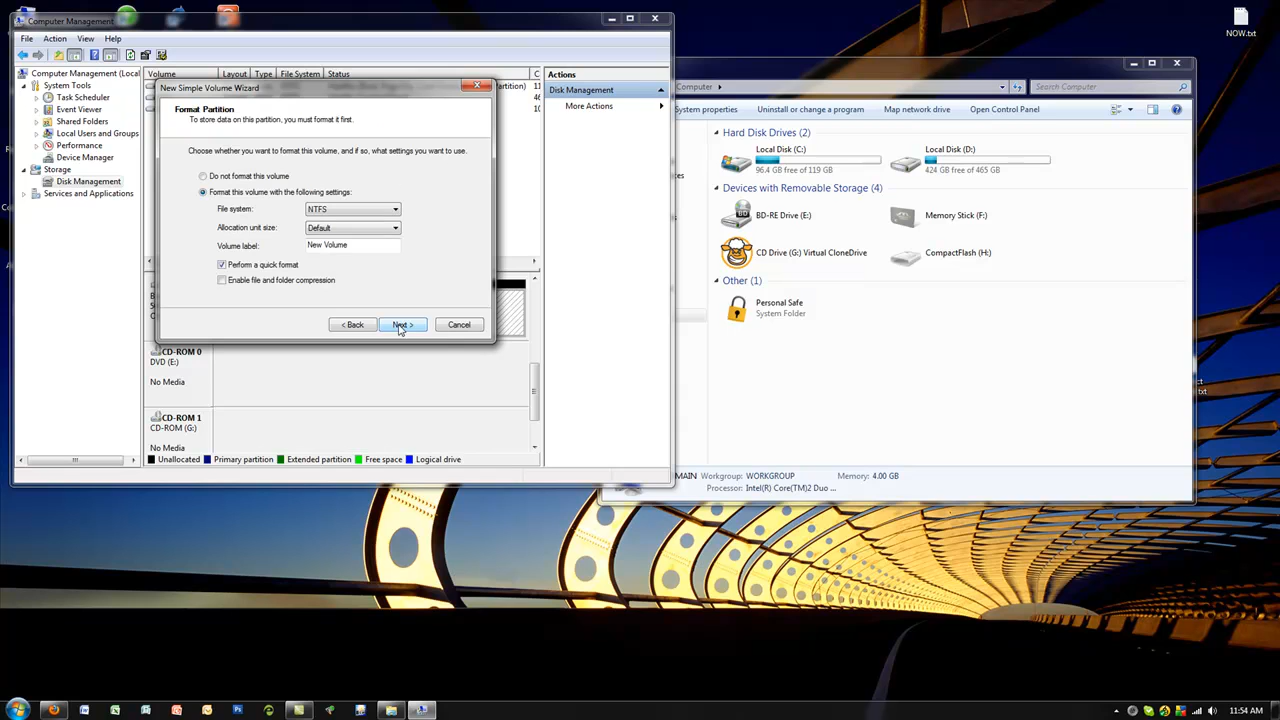 Computer Management
NOW.txt
File Action View Help
Computer Management (Local
System Tools
Task Scheduler
Event Viewer
Shared Folders
Local Users and Groups
Performance
Device Manager
Storage
Disk Management
Services and Applications
Volume Layout Type File System Status C
Actions
Disk Management
More Actions
New Simple Volume Wizard
Format Partition
To store data on this partition, you must format it first.
Choose whether you want to format this volume, and if so, what settings you want to use.
Do not format this volume
Format this volume with the following settings:
File system: NTFS
Allocation unit size: Default
Volume label: New Volume
Perform a quick format
Enable file and folder compression
< Back Next > Cancel
CD-ROM 0
DVD (E:)
No Media
CD-ROM 1
CD-ROM (G:)
No Media
Unallocated Primary partition Extended partition Free space Logical drive
Computer
Search Computer
System properties Uninstall or change a program Map network drive Open Control Panel
Hard Disk Drives (2)
Local Disk (C:)
96.4 GB free of 119 GB
Local Disk (D:)
424 GB free of 465 GB
Devices with Removable Storage (4)
BD-RE Drive (E:)
Memory Stick (F:)
CD Drive (G:) Virtual CloneDrive
CompactFlash (H:)
Other (1)
Personal Safe
System Folder
MAIN Workgroup: WORKGROUP Memory: 4.00 GB
Processor: Intel(R) Core(TM)2 Duo ...
11:54 AM